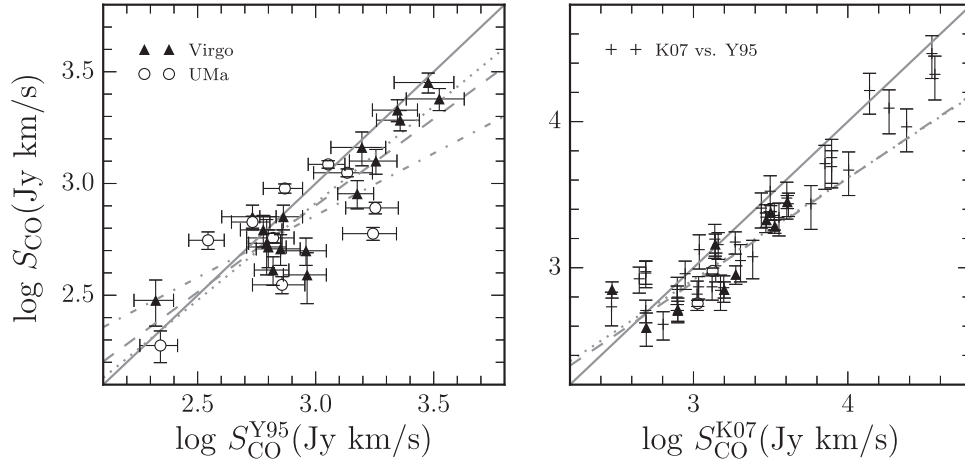 log S_CO(Jy km/s)
3.5
3.0
2.5
▲ ▲ Virgo
○ ○ UMa
2.5 3.0 3.5
log S_CO^Y95(Jy km/s)
4
3
+ + K07 vs. Y95
3 4
log S_CO^K07(Jy km/s)